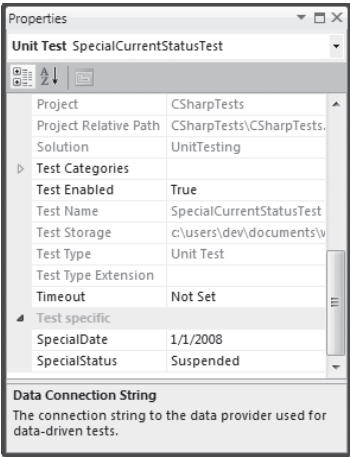 Properties
Unit Test SpecialCurrentStatusTest
Project CSharpTests
Project Relative Path CSharpTests\CSharpTests.
Solution UnitTesting
Test Categories
Test Enabled True
Test Name SpecialCurrentStatusTest
Test Storage c:\users\dev\documents\v
Test Type Unit Test
Test Type Extension
Timeout Not Set
Test specific
SpecialDate 1/1/2008
SpecialStatus Suspended
Data Connection String
The connection string to the data provider used for
data-driven tests.